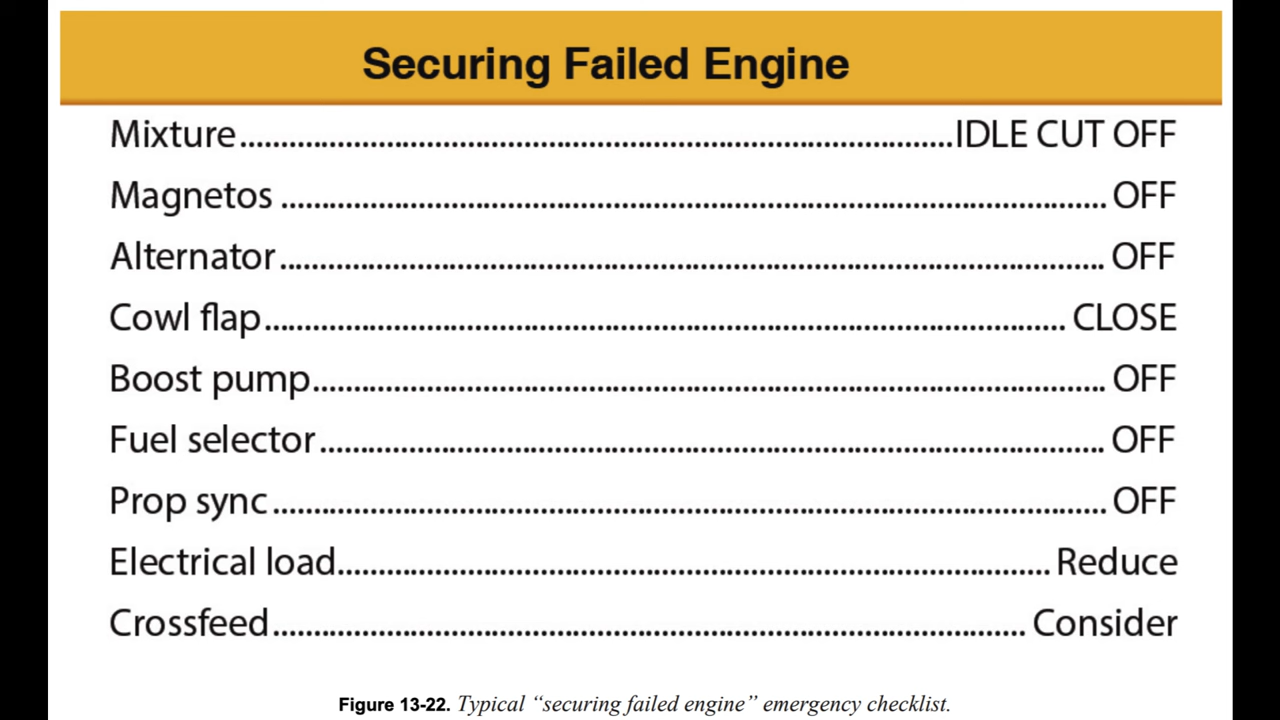 Securing Failed Engine
Mixture......................................................................................IDLE CUT OFF
Magnetos .................................................................................................... OFF
Alternator.................................................................................................... OFF
Cowl flap................................................................................................. CLOSE
Boost pump................................................................................................ OFF
Fuel selector............................................................................................... OFF
Prop sync..................................................................................................... OFF
Electrical load...................................................................................... Reduce
Crossfeed........................................................................................... Consider
Figure 13-22. Typical “securing failed engine” emergency checklist.